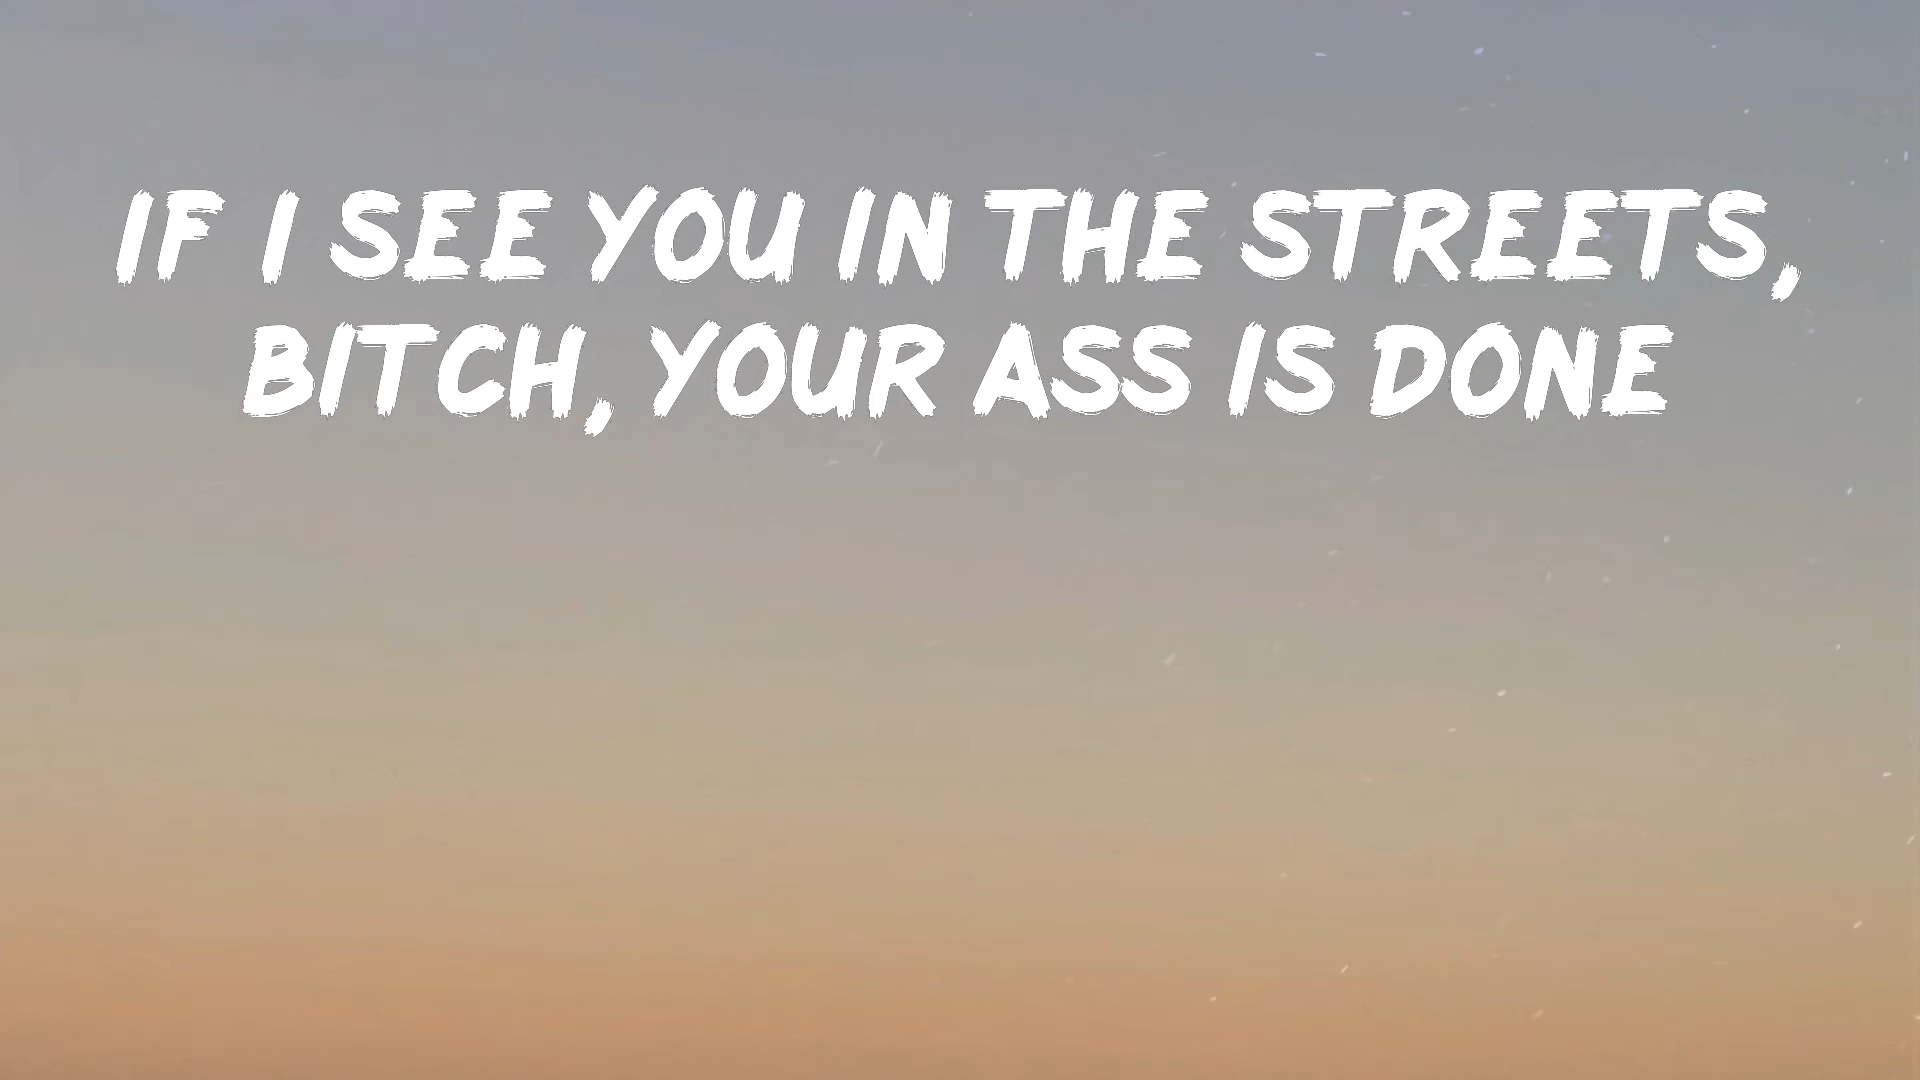 IF I SEE YOU IN THE STREETS,
BITCH, YOUR ASS IS DONE